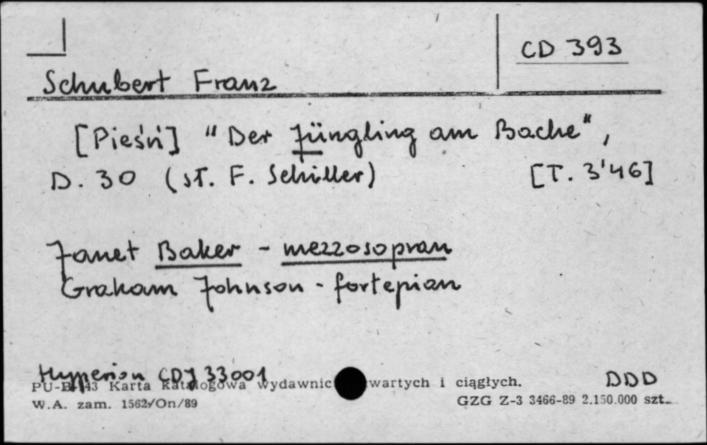 CD 393
Schubert Franz
[Pieśń] "Der Jüngling am Bache",
D. 30 (sł. F. Schiller) [T. 3'46]
Janet Baker - mezzosopran
Graham Johnson - fortepian
Hyperion CDJ 33001 DDD
PU-B/143 Karta katalogowa wydawnic wartych i ciągłych.
W.A. zam. 1562/On/89 GZG Z-3 3466-89 2.150.000 szt.